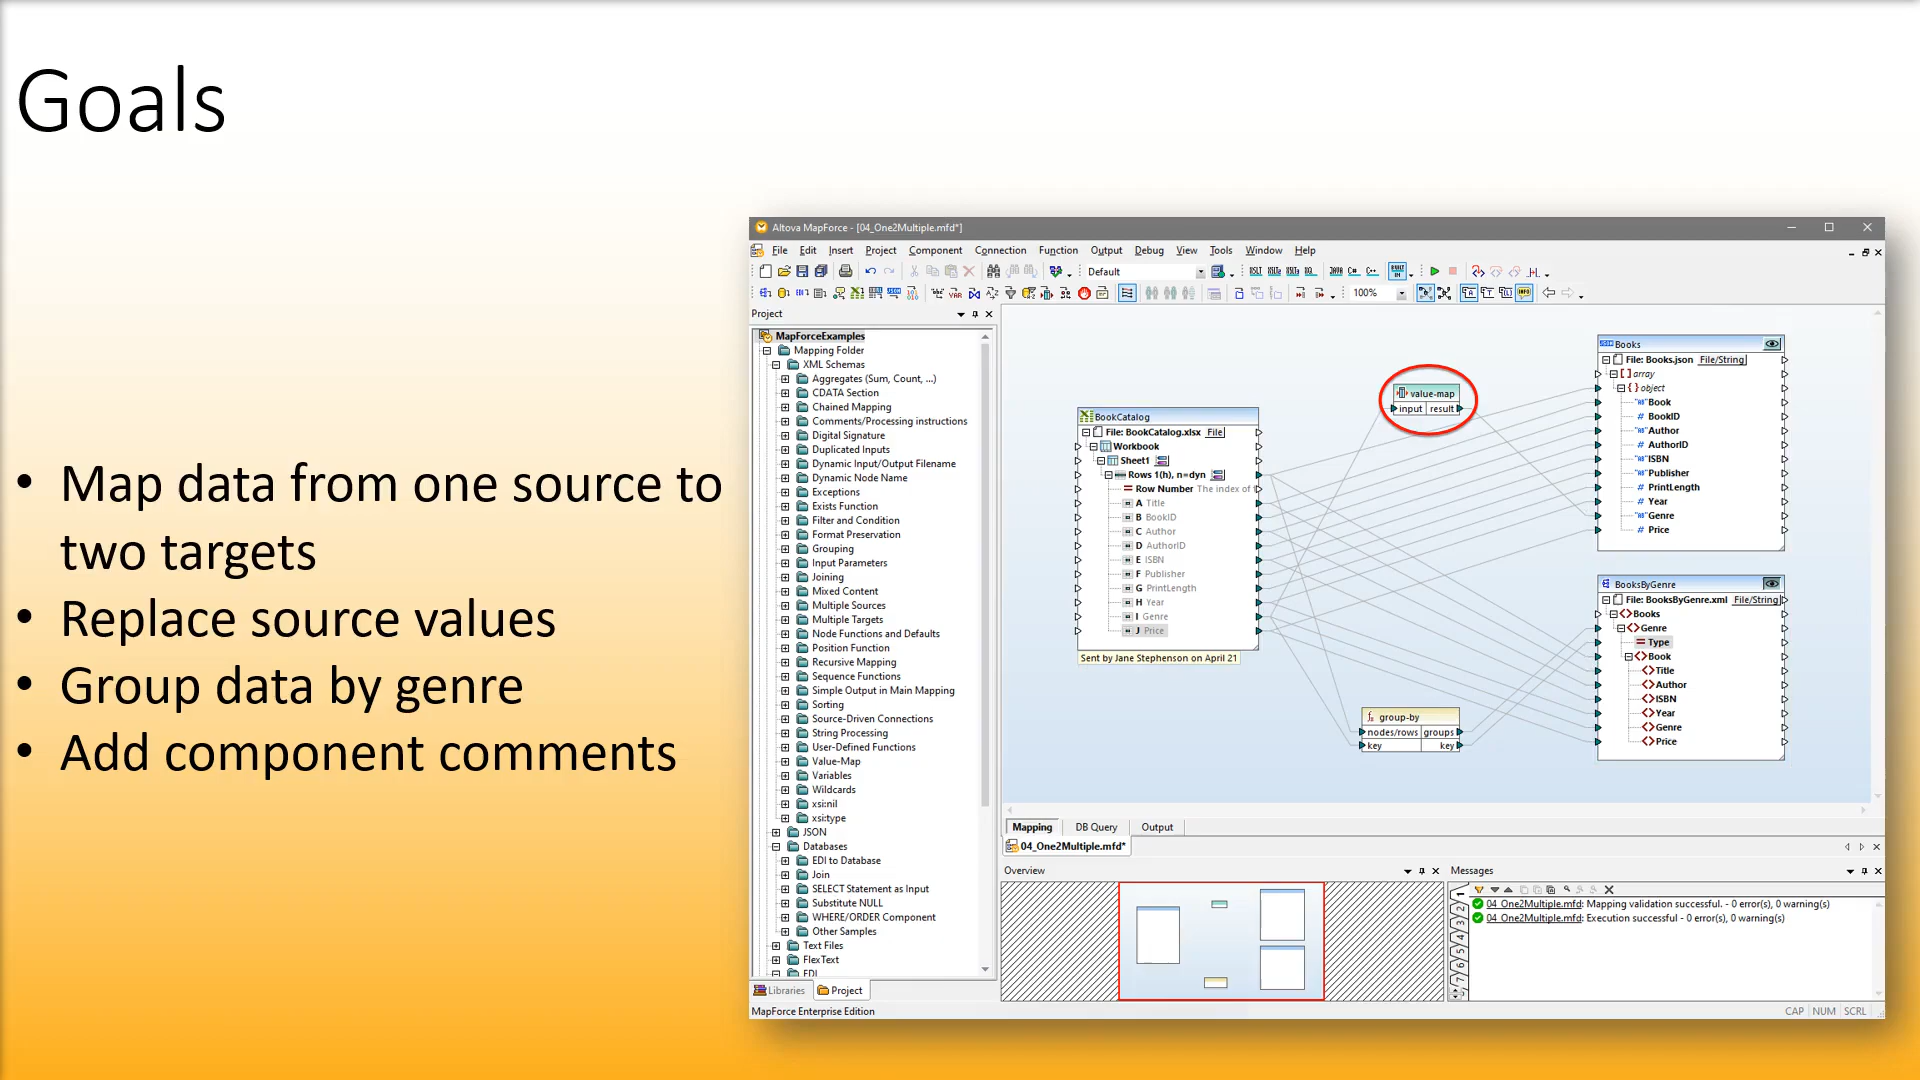 Goals
• Map data from one source to
two targets
• Replace source values
• Group data by genre
• Add component comments
Altova MapForce - [04_One2Multiple.mfd*]
File Edit Insert Project Component Connection Function Output Debug View Tools Window Help
Default
100%
Project
MapForceExamples
Mapping Folder
XML Schemas
Aggregates (Sum, Count, ...)
CDATA Section
Chained Mapping
Comments/Processing instructions
Digital Signature
Duplicated Inputs
Dynamic Input/Output Filename
Dynamic Node Name
Exceptions
Exists Function
Filter and Condition
Format Preservation
Grouping
Input Parameters
Joining
Mixed Content
Multiple Sources
Multiple Targets
Node Functions and Defaults
Position Function
Recursive Mapping
Sequence Functions
Simple Output in Main Mapping
Sorting
Source-Driven Connections
String Processing
User-Defined Functions
Value-Map
Variables
Wildcards
xsi:nil
xsi:type
JSON
Databases
EDI to Database
Join
SELECT Statement as Input
Substitute NULL
WHERE/ORDER Component
Other Samples
Text Files
FlexText
EDI
Libraries Project
MapForce Enterprise Edition
BookCatalog
File: BookCatalog.xlsx File
Workbook
Sheet1
Rows 1(h), n=dyn
Row Number The index of
A Title
B BookID
C Author
D AuthorID
E ISBN
F Publisher
G PrintLength
H Year
I Genre
J Price
Sent by Jane Stephenson on April 21
value-map
input result
group-by
nodes/rows groups
key key
Books
File: Books.json File/String
array
object
Book
BookID
Author
AuthorID
ISBN
Publisher
PrintLength
Year
Genre
Price
BooksByGenre
File: BooksByGenre.xml File/String
Books
Genre
Type
Book
Title
Author
ISBN
Year
Genre
Price
Mapping DB Query Output
04_One2Multiple.mfd*
Overview
Messages
04_One2Multiple.mfd: Mapping validation successful. - 0 error(s), 0 warning(s)
04_One2Multiple.mfd: Execution successful - 0 error(s), 0 warning(s)
CAP NUM SCRL